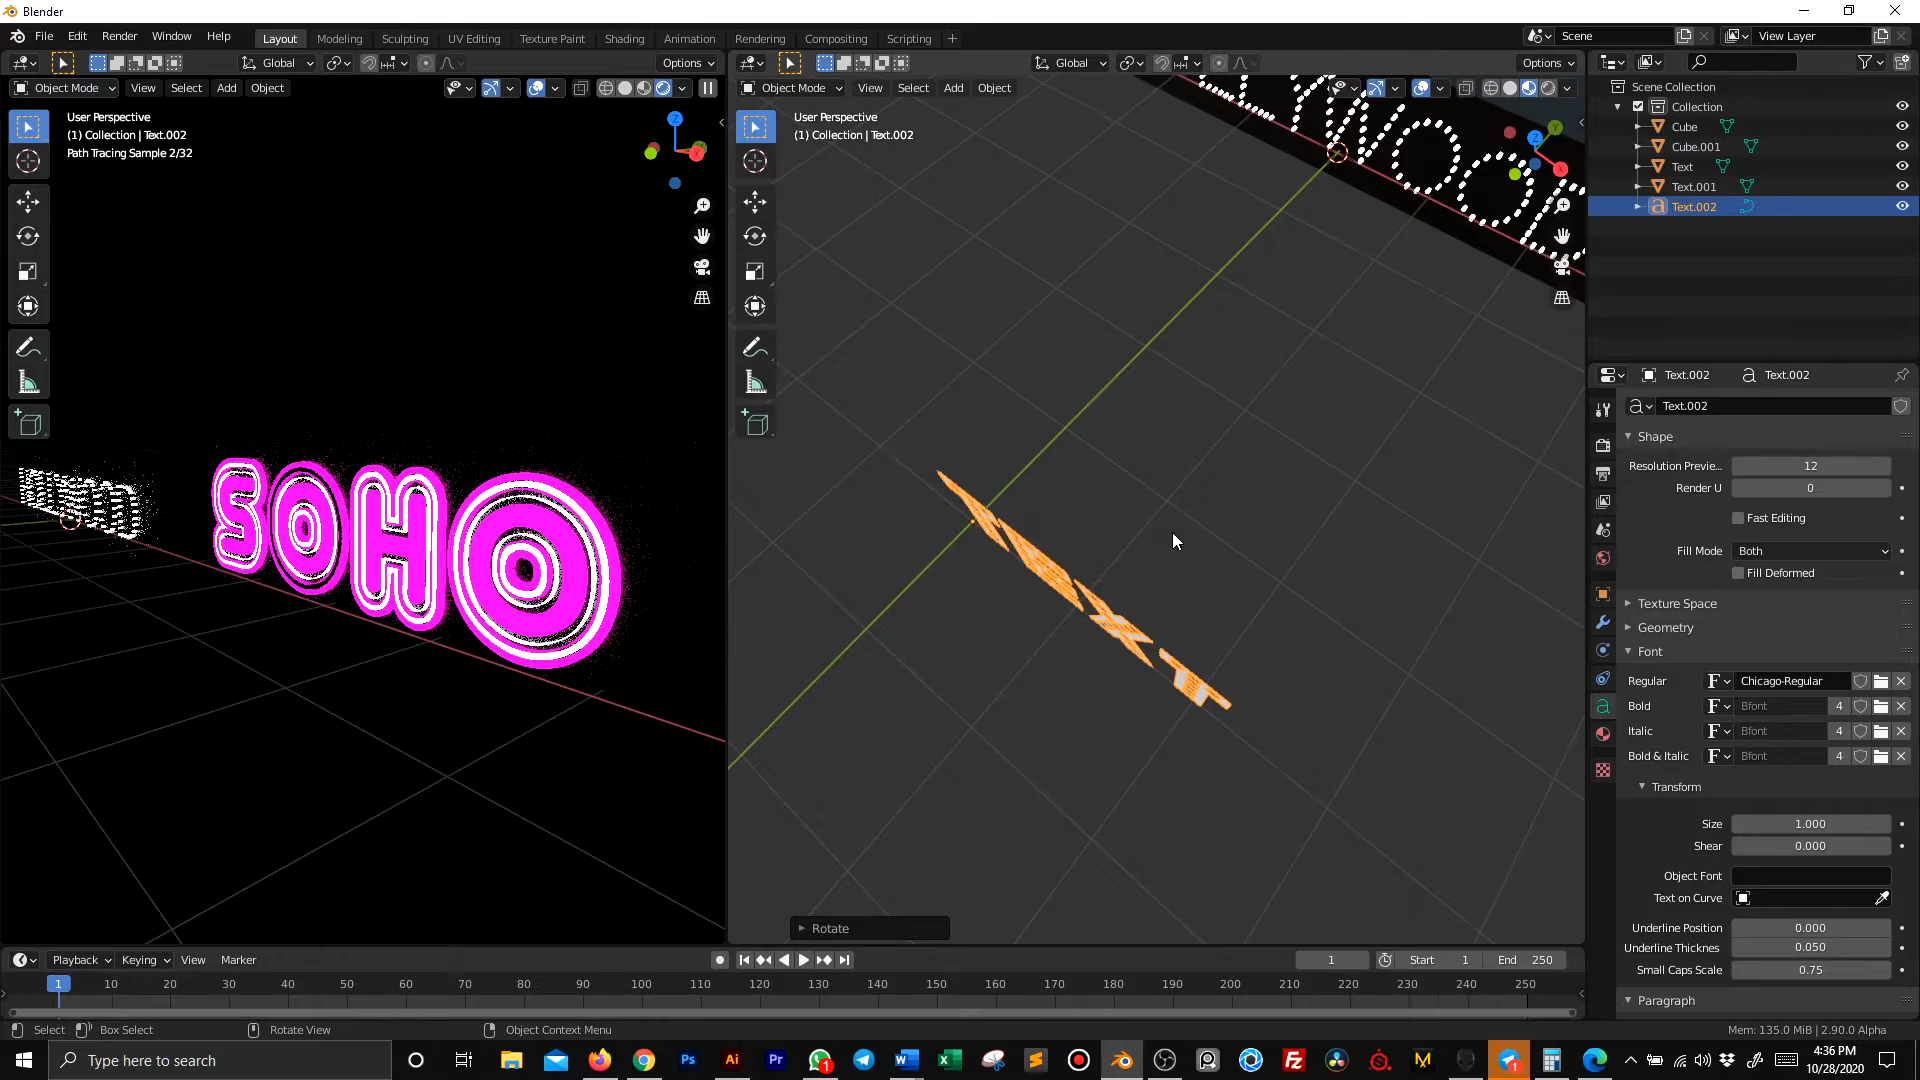 Blender
File Edit Render Window Help Layout Modeling Sculpting UV Editing Texture Paint Shading Animation Rendering Compositing Scripting Scene View Layer
Global Options Global Options
Object Mode View Select Add Object Object Mode View Select Add Object
User Perspective
(1) Collection | Text.002
Path Tracing Sample 2/32
User Perspective
(1) Collection | Text.002
SOHO
Rotate
Scene Collection
Collection
Cube
Cube.001
Text
Text.001
Text.002
Text.002 Text.002
Text.002
Shape
Resolution Previe... 12
Render U 0
Fast Editing
Fill Mode Both
Fill Deformed
Texture Space
Geometry
Font
Regular F Chicago-Regular
Bold F Bfont 4
Italic F Bfont 4
Bold & Italic F Bfont 4
Transform
Size 1.000
Shear 0.000
Object Font
Text on Curve
Underline Position 0.000
Underline Thicknes 0.050
Small Caps Scale 0.75
Paragraph
Playback Keying View Marker 1 Start 1 End 250
1 10 20 30 40 50 60 70 80 90 100 110 120 130 140 150 160 170 180 190 200 210 220 230 240 250
Select Box Select Rotate View Object Context Menu Mem: 135.0 MiB | 2.90.0 Alpha
Type here to search
4:36 PM
10/28/2020